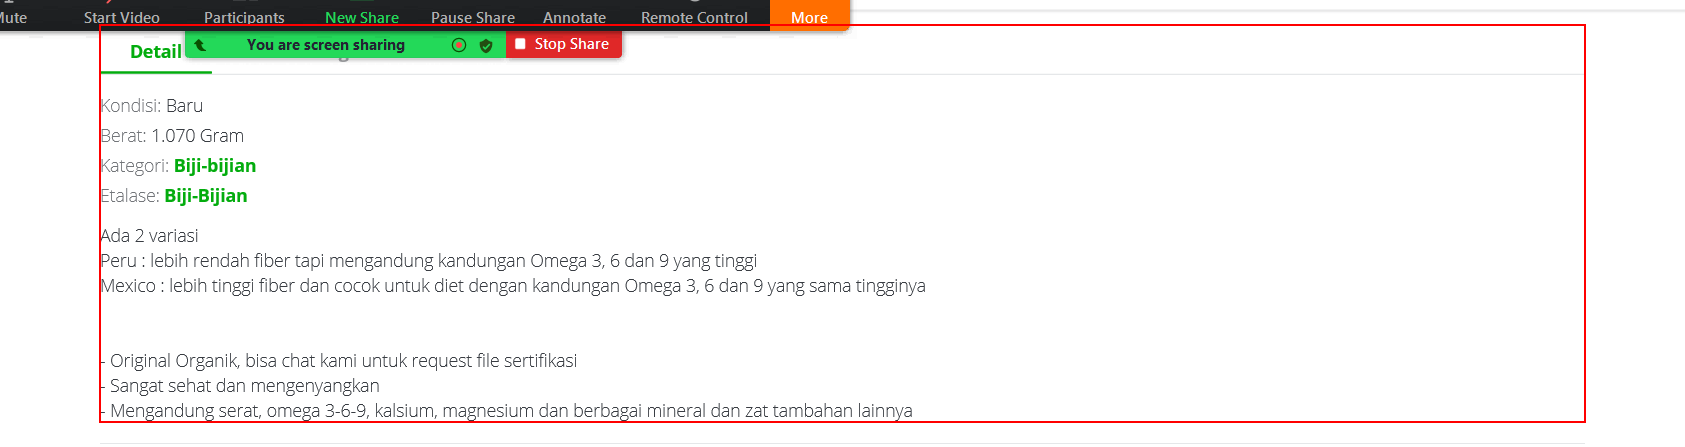 Mute Start Video Participants New Share Pause Share Annotate Remote Control More
You are screen sharing Stop Share
Detail
Kondisi: Baru
Berat: 1.070 Gram
Kategori: Biji-bijian
Etalase: Biji-Bijian
Ada 2 variasi
Peru : lebih rendah fiber tapi mengandung kandungan Omega 3, 6 dan 9 yang tinggi
Mexico : lebih tinggi fiber dan cocok untuk diet dengan kandungan Omega 3, 6 dan 9 yang sama tingginya
- Original Organik, bisa chat kami untuk request file sertifikasi
- Sangat sehat dan mengenyangkan
- Mengandung serat, omega 3-6-9, kalsium, magnesium dan berbagai mineral dan zat tambahan lainnya